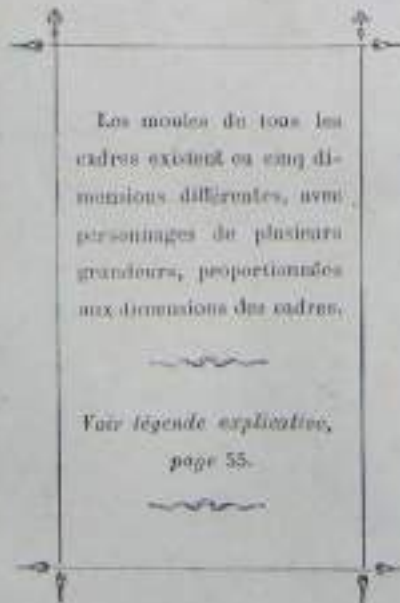 Les moules de tous les
cadres existent en cinq di-
mensions différentes, avec
personnages de plusieurs
grandeurs, proportionnées
aux dimensions des cadres.
Voir légende explicative,
page 55.